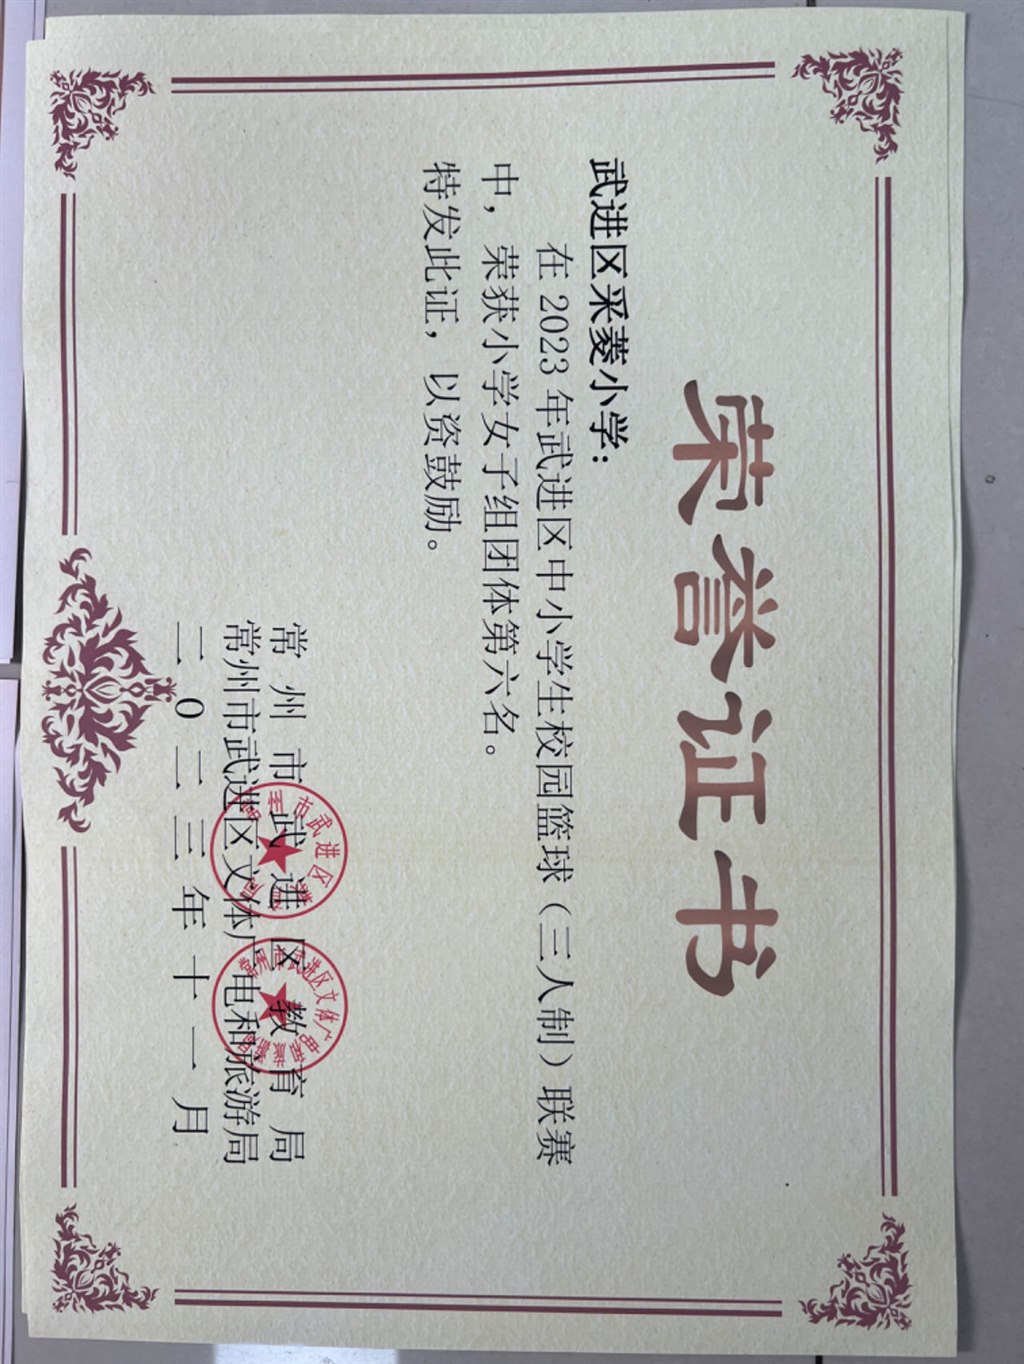 荣誉证书
武进区采菱小学：
在 2023 年武进区中小学生校园篮球（三人制）联赛
中，荣获小学女子组团体第六名。
特发此证，以资鼓励。
常州市武进区教育局
常州市武进区文体广电和旅游局
二0二三年十一月